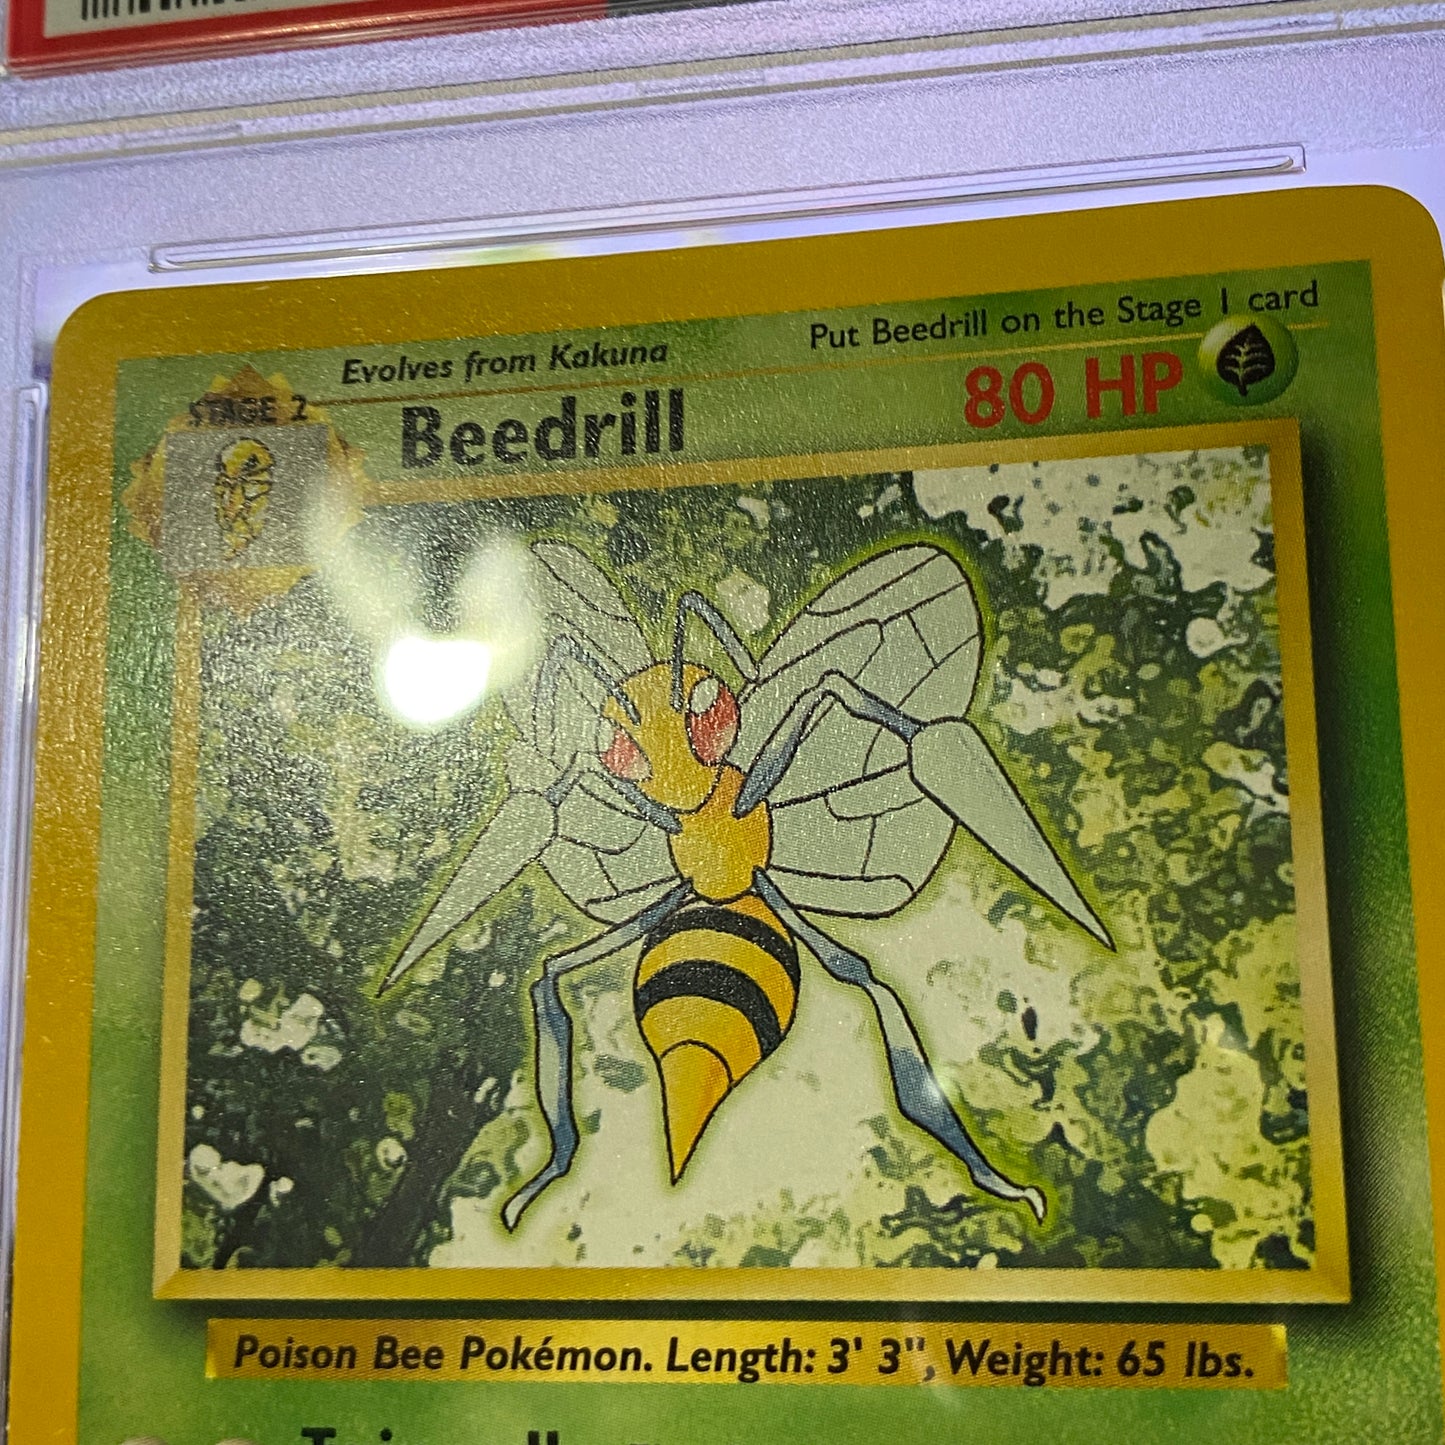 Evolves from Kakuna
Put Beedrill on the Stage 1 card
STAGE 2
Beedrill
80 HP
Poison Bee Pokémon. Length: 3' 3", Weight: 65 lbs.